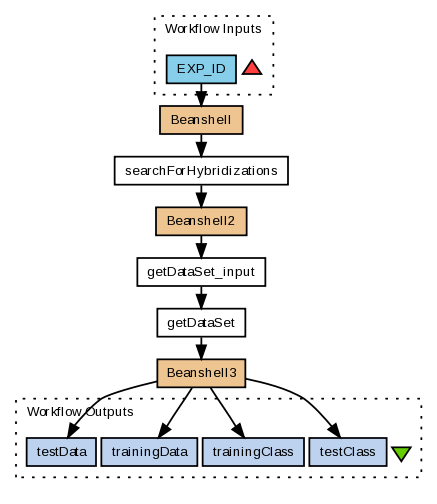 Workflow Inputs
EXP_ID
Beanshell
searchForHybridizations
Beanshell2
getDataSet_input
getDataSet
Beanshell3
Workflow Outputs
testData
trainingData
trainingClass
testClass